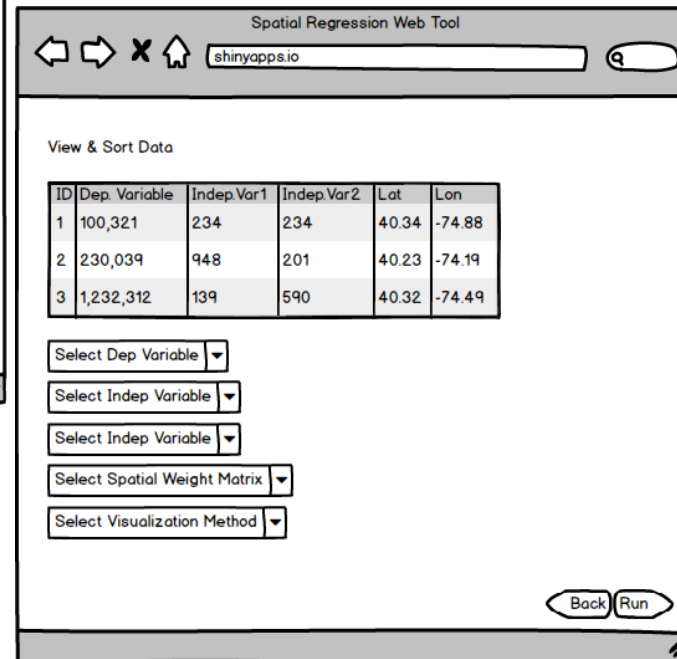 Spatial Regression Web Tool
shinyapps.io
View & Sort Data
ID Dep. Variable Indep.Var1 Indep.Var2 Lat Lon
1 100,321 234 234 40.34 -74.88
2 230,039 948 201 40.23 -74.19
3 1,232,312 139 590 40.32 -74.49
Select Dep Variable
Select Indep Variable
Select Indep Variable
Select Spatial Weight Matrix
Select Visualization Method
Back Run